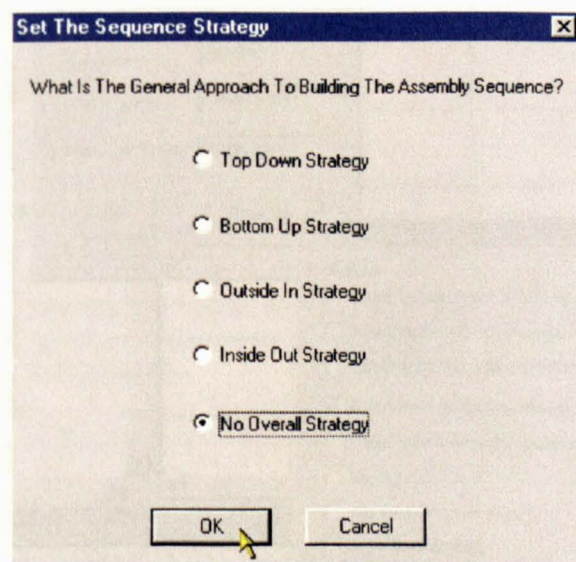 Set The Sequence Strategy
What Is The General Approach To Building The Assembly Sequence?
Top Down Strategy
Bottom Up Strategy
Outside In Strategy
Inside Out Strategy
No Overall Strategy
OK Cancel